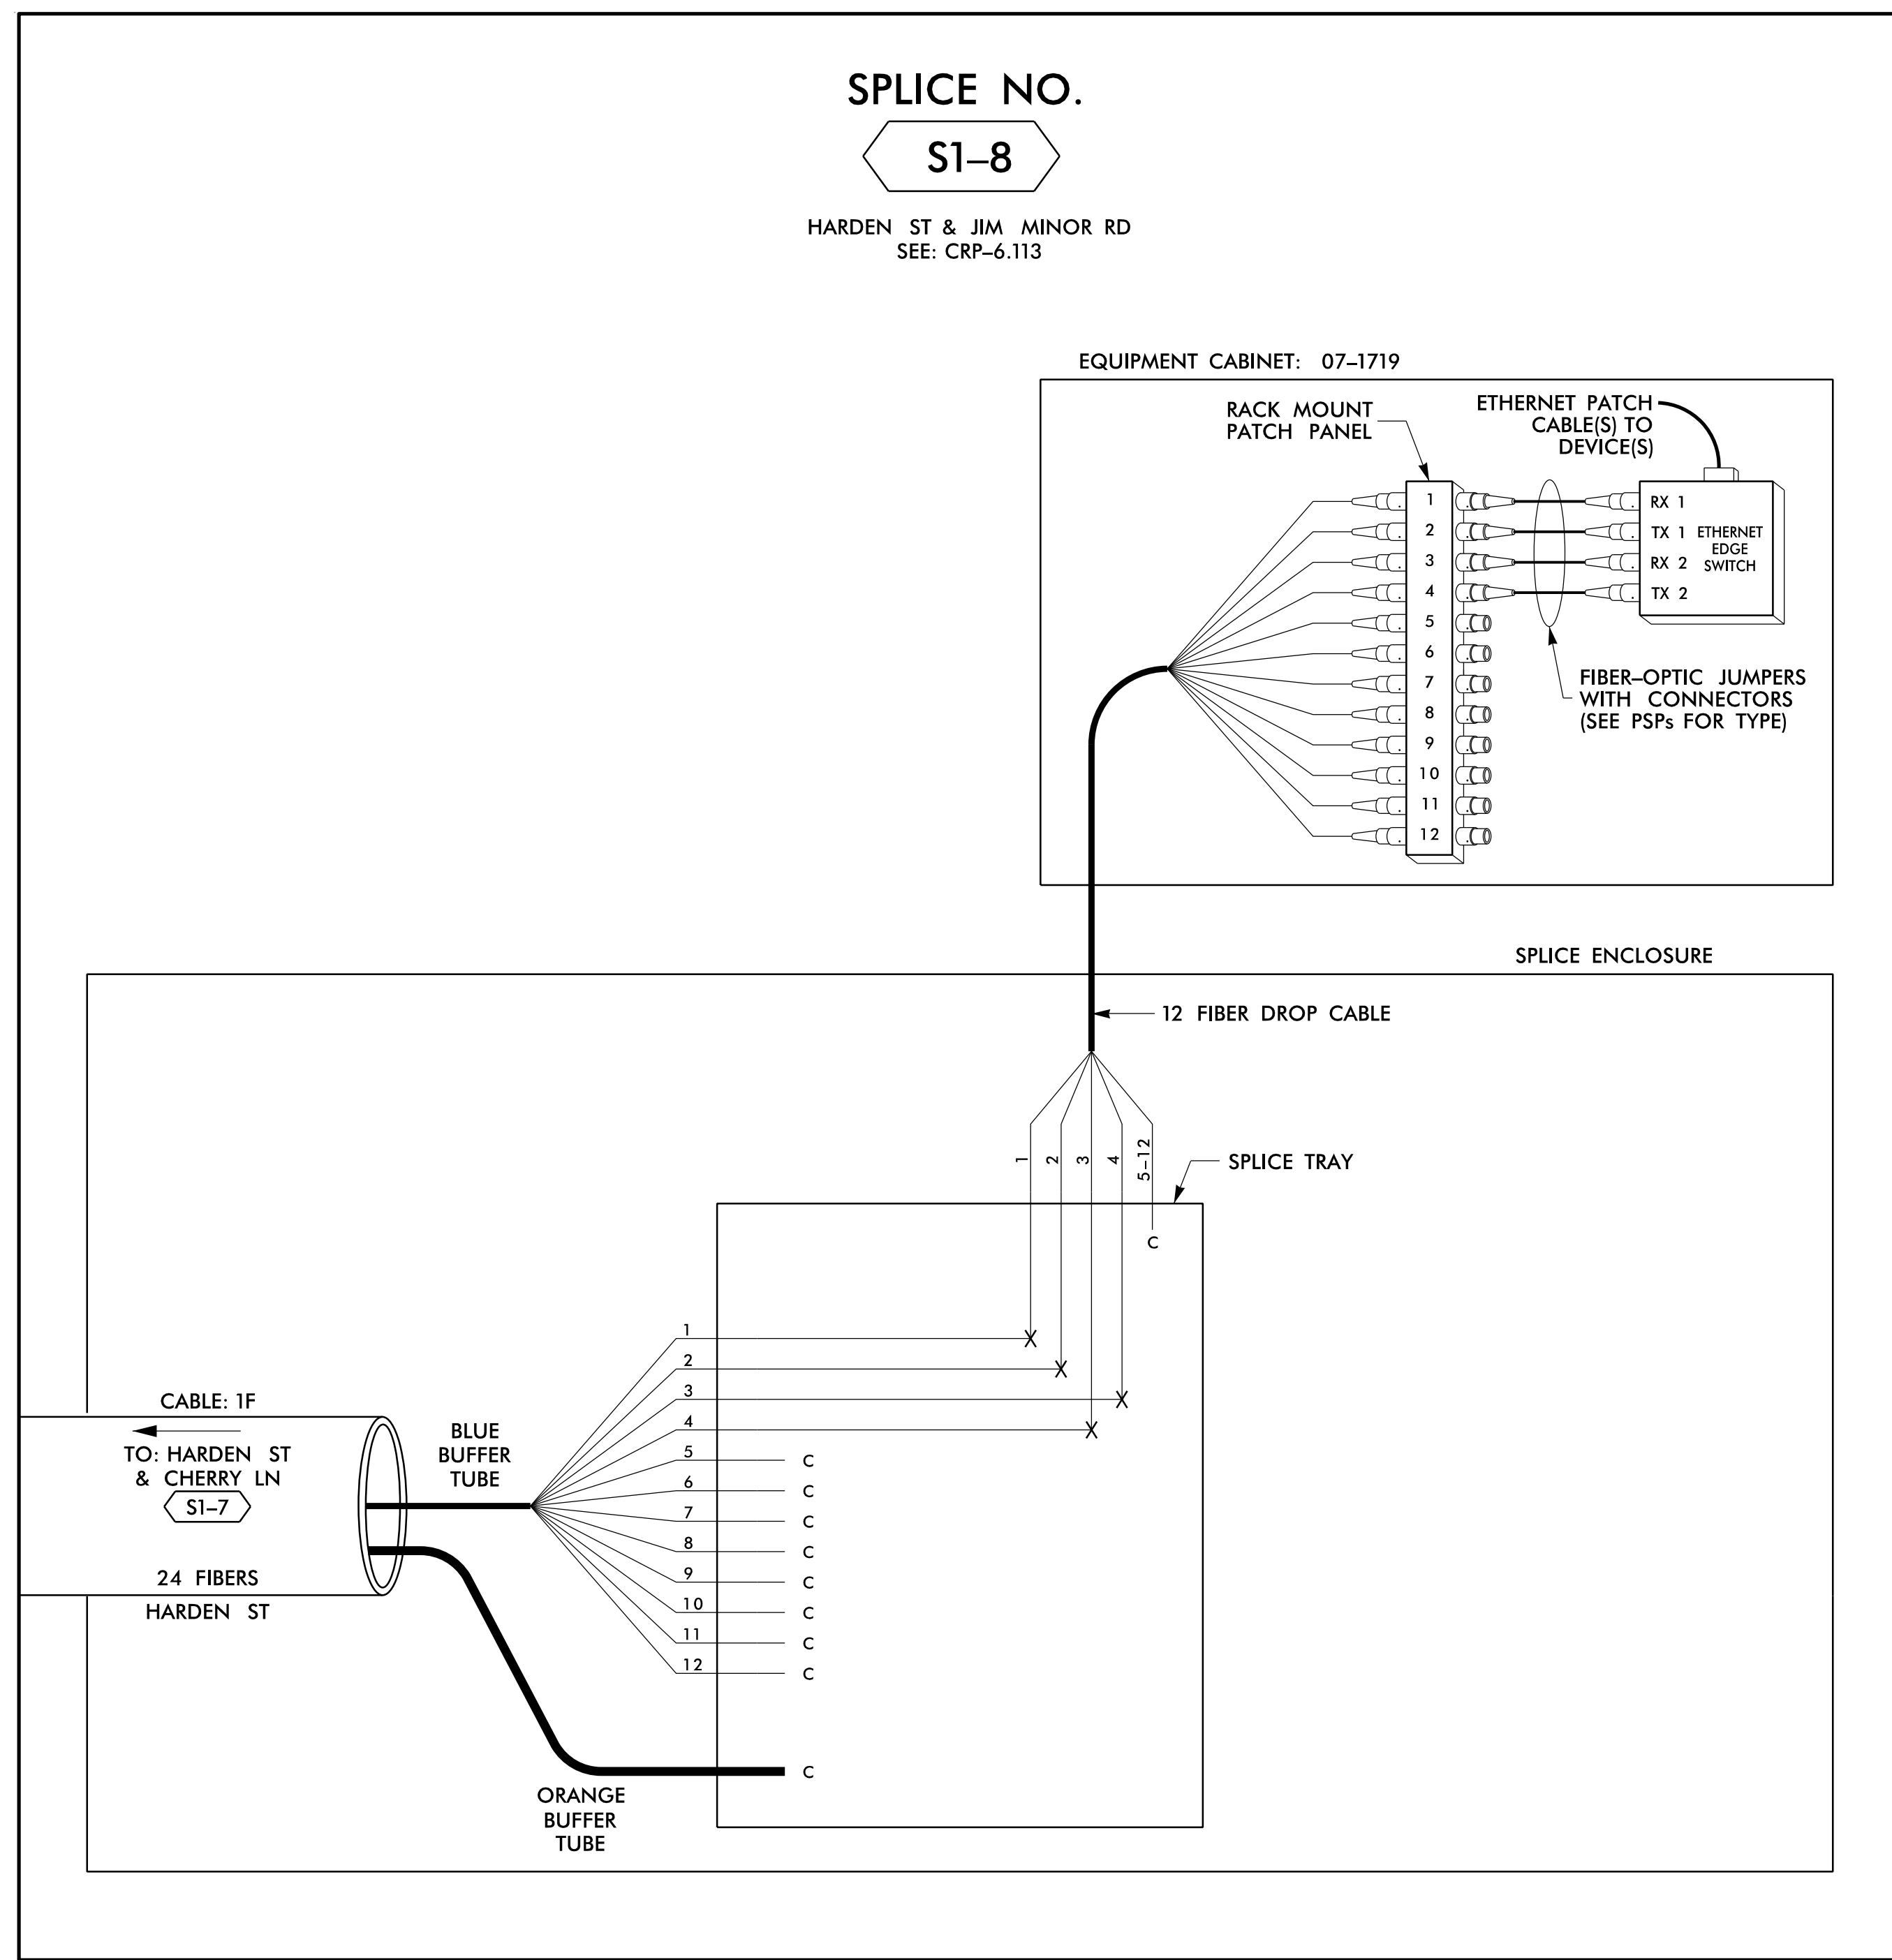 SPLICE NO.
S1–8
HARDEN ST & JIM MINOR RD
SEE: CRP–6.113
EQUIPMENT CABINET: 07–1719
RACK MOUNT
PATCH PANEL
ETHERNET PATCH
CABLE(S) TO
DEVICE(S)
1
2
3
4
5
6
7
8
9
10
11
12
RX 1
TX 1
RX 2
TX 2
ETHERNET
EDGE
SWITCH
FIBER–OPTIC JUMPERS
WITH CONNECTORS
(SEE PSPs FOR TYPE)
SPLICE ENCLOSURE
12 FIBER DROP CABLE
1
2
3
4
5–12
SPLICE TRAY
C
CABLE: 1F
TO: HARDEN ST
& CHERRY LN
S1–7
24 FIBERS
HARDEN ST
BLUE
BUFFER
TUBE
1
2
3
4
5 C
6 C
7 C
8 C
9 C
10 C
11 C
12 C
C
ORANGE
BUFFER
TUBE